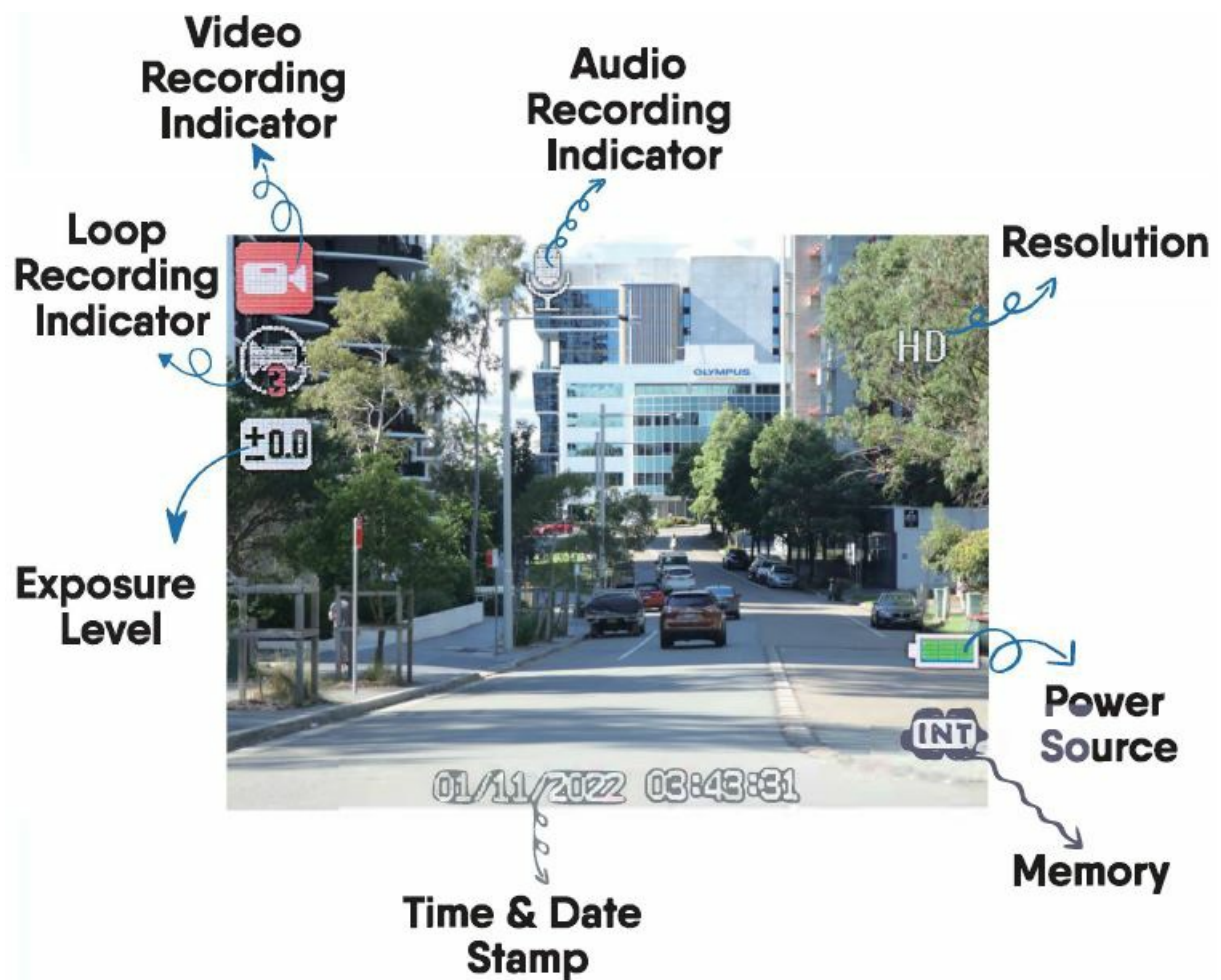 Video
Recording
Indicator
Audio
Recording
Indicator
Loop
Recording
Indicator
Resolution
HD
OLYMPUS
3
±0.0
Exposure
Level
Power
Source
INT
01/11/2022 03:43:31
Memory
Time & Date
Stamp